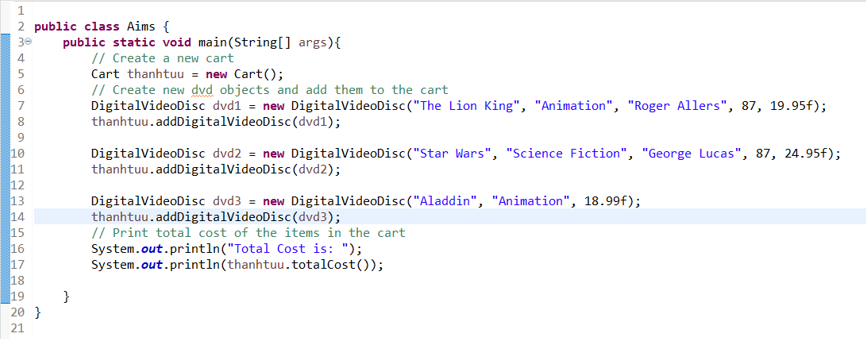 1
2 public class Aims {
3 public static void main(String[] args){
4 // Create a new cart
5 Cart thanhtuu = new Cart();
6 // Create new dvd objects and add them to the cart
7 DigitalVideoDisc dvd1 = new DigitalVideoDisc("The Lion King", "Animation", "Roger Allers", 87, 19.95f);
8 thanhtuu.addDigitalVideoDisc(dvd1);
9
10 DigitalVideoDisc dvd2 = new DigitalVideoDisc("Star Wars", "Science Fiction", "George Lucas", 87, 24.95f);
11 thanhtuu.addDigitalVideoDisc(dvd2);
12
13 DigitalVideoDisc dvd3 = new DigitalVideoDisc("Aladdin", "Animation", 18.99f);
14 thanhtuu.addDigitalVideoDisc(dvd3);
15 // Print total cost of the items in the cart
16 System.out.println("Total Cost is: ");
17 System.out.println(thanhtuu.totalCost());
18
19 }
20 }
21